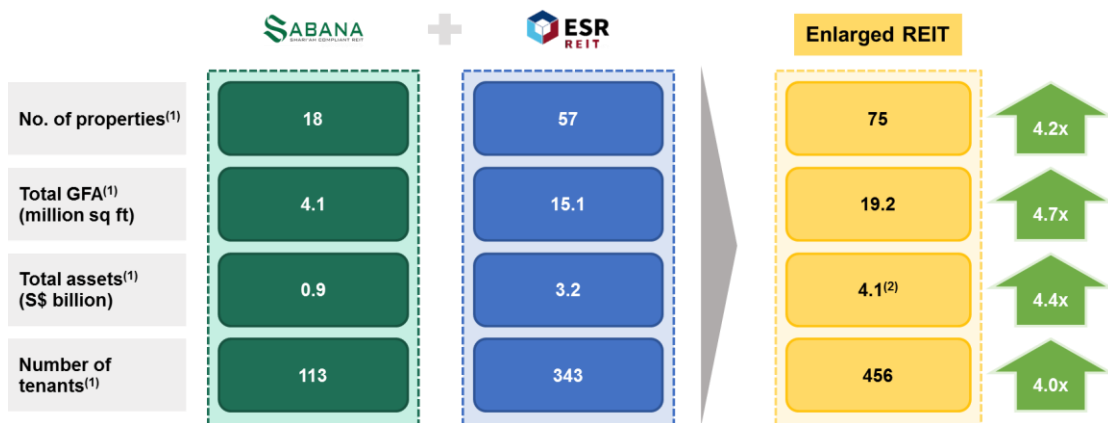 SABANA
SHARI'AH COMPLIANT REIT
ESR
REIT
Enlarged REIT
No. of properties(1)
18
57
75
4.2x
Total GFA(1)
(million sq ft)
4.1
15.1
19.2
4.7x
Total assets(1)
(S$ billion)
0.9
3.2
4.1(2)
4.4x
Number of
tenants(1)
113
343
456
4.0x